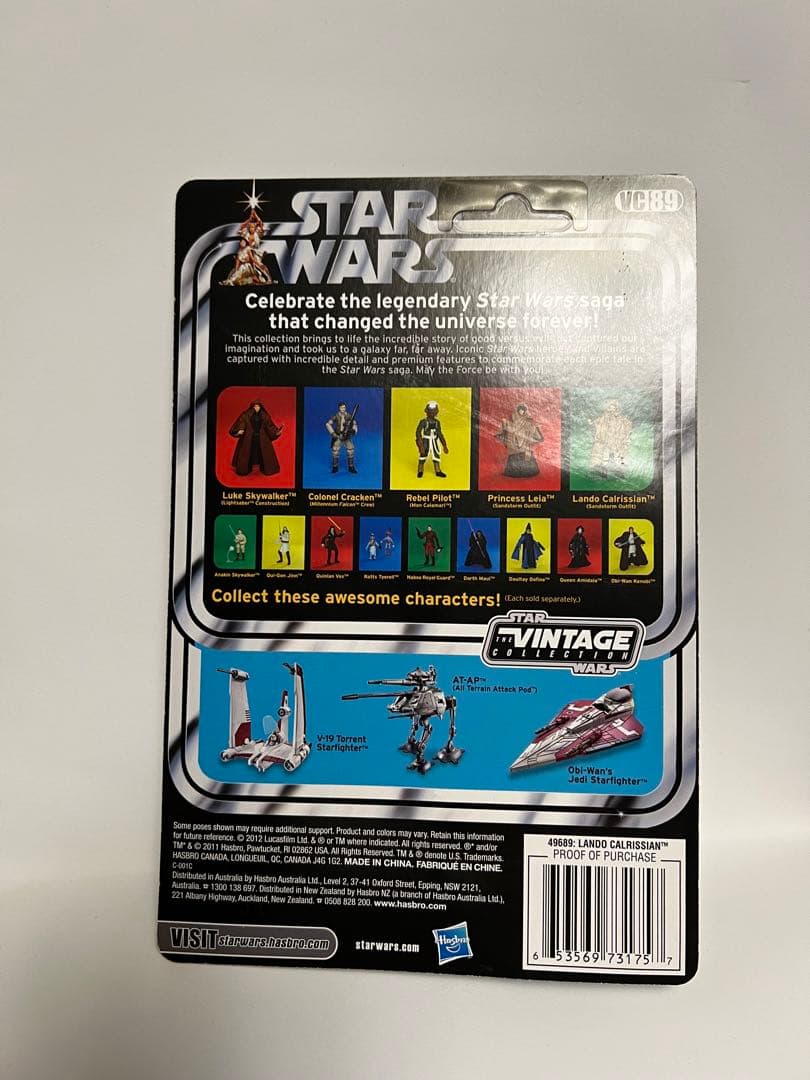 STAR
WARS
VC89
Celebrate the legendary Star Wars saga
that changed the universe forever!
This collection brings to life the incredible story of good versus evil that captured our
imagination and took us to a galaxy far, far away. Iconic Star Wars heroes and villains are
captured with incredible detail and premium features to commemorate each epic tale in
the Star Wars saga. May the Force be with you!
Luke Skywalker™ Colonel Cracken™ Rebel Pilot™ Princess Leia™ Lando Calrissian™
(Lightsaber™ Construction) (Millennium Falcon™ Crew) (Mon Calamari™) (Sandstorm Outfit) (Sandstorm Outfit)
Anakin Skywalker™ Qui-Gon Jinn™ Quinlan Vos™ Ratts Tyerell™ Naboo Royal Guard™ Darth Maul™ Daultay Dofine™ Queen Amidala™ Obi-Wan Kenobi™
Collect these awesome characters! (Each sold separately.)
STAR
THE VINTAGE
COLLECTION
WARS
AT-AP™
(All Terrain Attack Pod™)
V-19 Torrent
Starfighter™
Obi-Wan's
Jedi Starfighter™
Some poses shown may require additional support. Product and colors may vary. Retain this information
for future reference. © 2012 Lucasfilm Ltd. & ® or TM where indicated. All rights reserved. ®* and/or
TM* & © 2011 Hasbro, Pawtucket, RI 02862 USA. All Rights Reserved. TM & ® denote U.S. Trademarks.
HASBRO CANADA, LONGUEUIL, QC, CANADA J4G 1G2. MADE IN CHINA. FABRIQUÉ EN CHINE.
C-001C
Distributed in Australia by Hasbro Australia Ltd., Level 2, 37-41 Oxford Street, Epping, NSW 2121,
Australia. ☎ 1300 138 697. Distributed in New Zealand by Hasbro NZ (a branch of Hasbro Australia Ltd.),
221 Albany Highway, Auckland, New Zealand. ☎ 0508 828 200. www.hasbro.com
49689: LANDO CALRISSIAN™
PROOF OF PURCHASE
6 53569 73175 7
VISIT starwars.hasbro.com
starwars.com
Hasbro